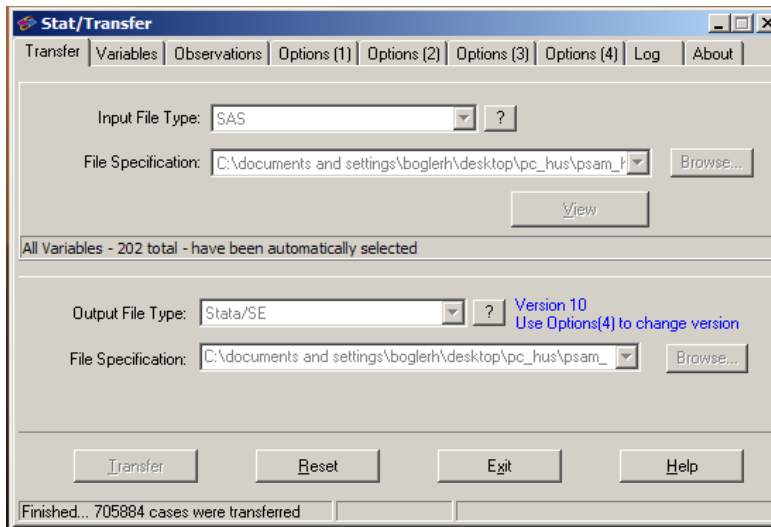 Stat/Transfer
Transfer Variables Observations Options (1) Options (2) Options (3) Options (4) Log About
Input File Type: SAS ?
File Specification: C:\documents and settings\boglerh\desktop\pc_hus\psam_h Browse...
View
All Variables - 202 total - have been automatically selected
Output File Type: Stata/SE ? Version 10
Use Options(4) to change version
File Specification: C:\documents and settings\boglerh\desktop\pc_hus\psam_ Browse...
Transfer Reset Exit Help
Finished... 705884 cases were transferred